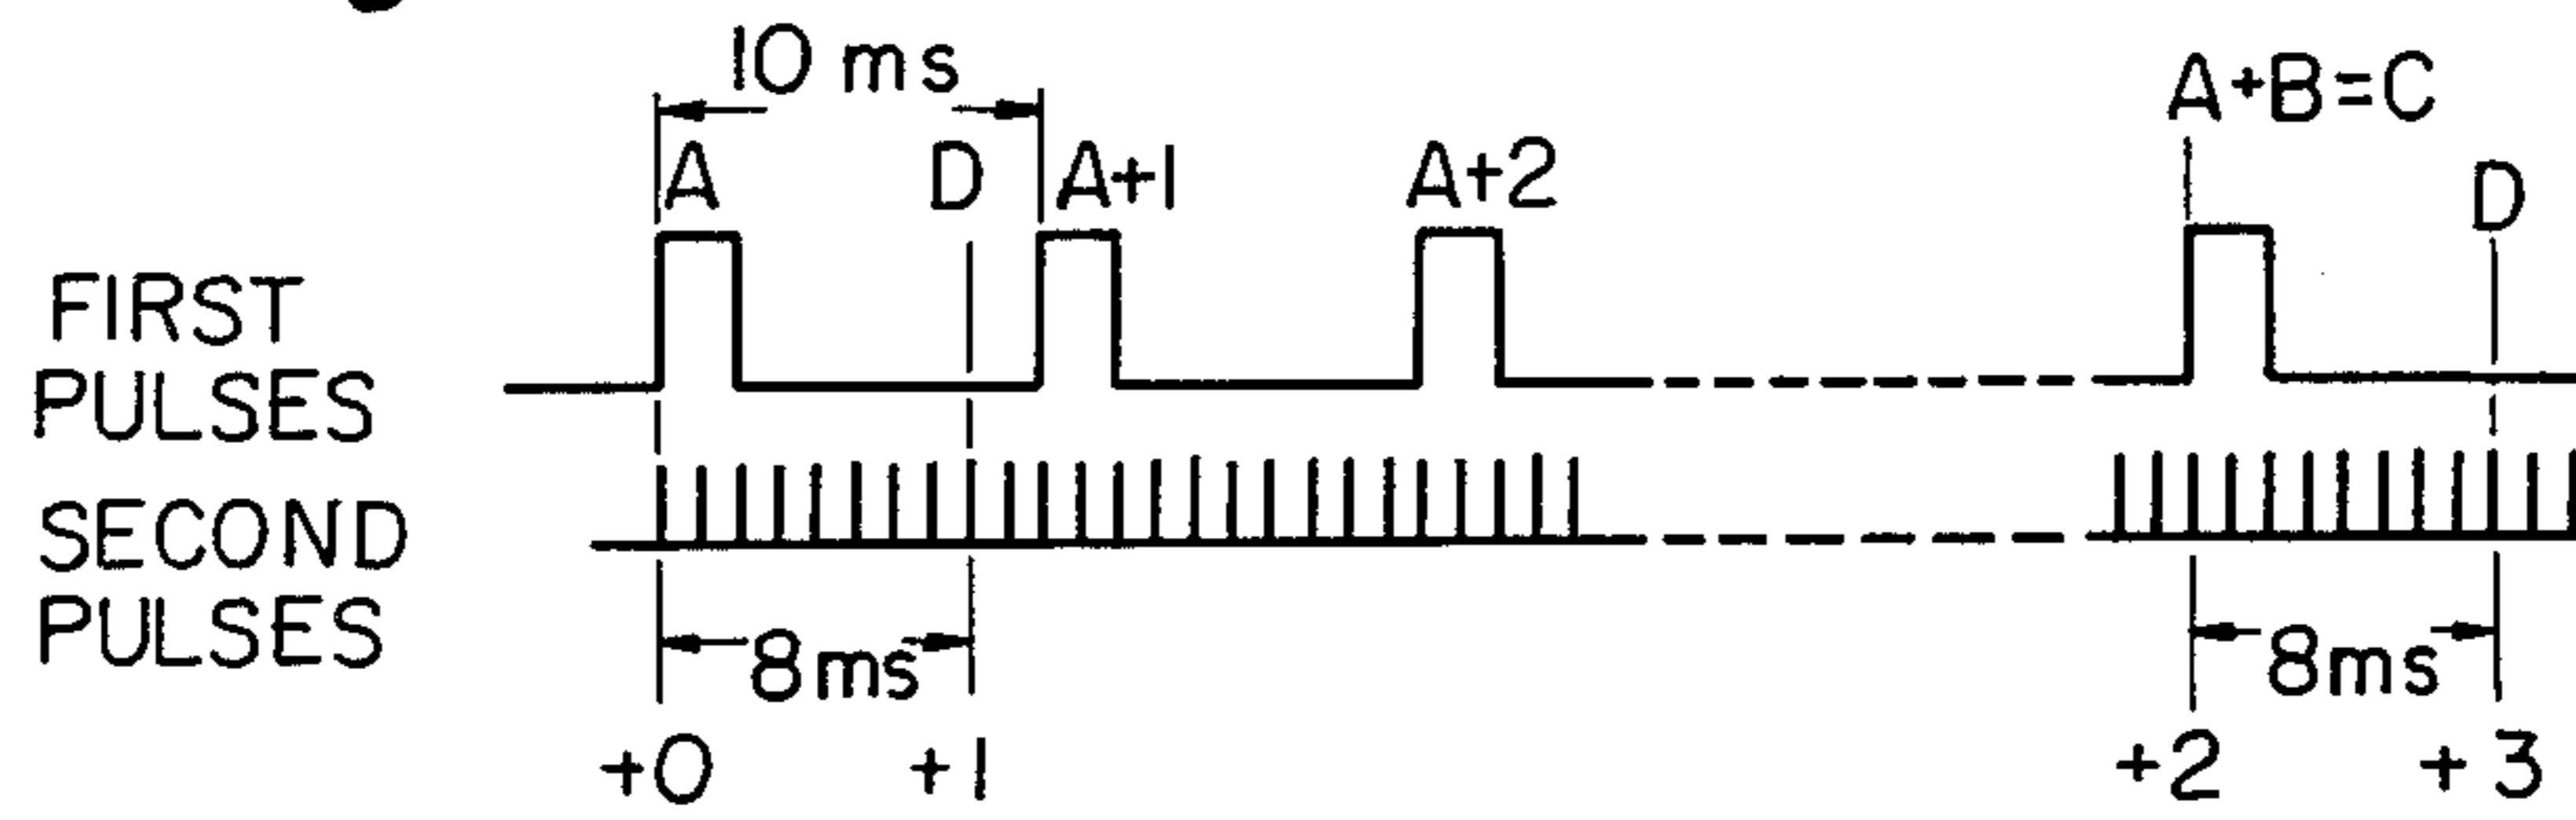 10 ms
A+B=C
A D A+1 A+2 D
FIRST
PULSES
SECOND
PULSES
8ms 8ms
+0 +1 +2 +3